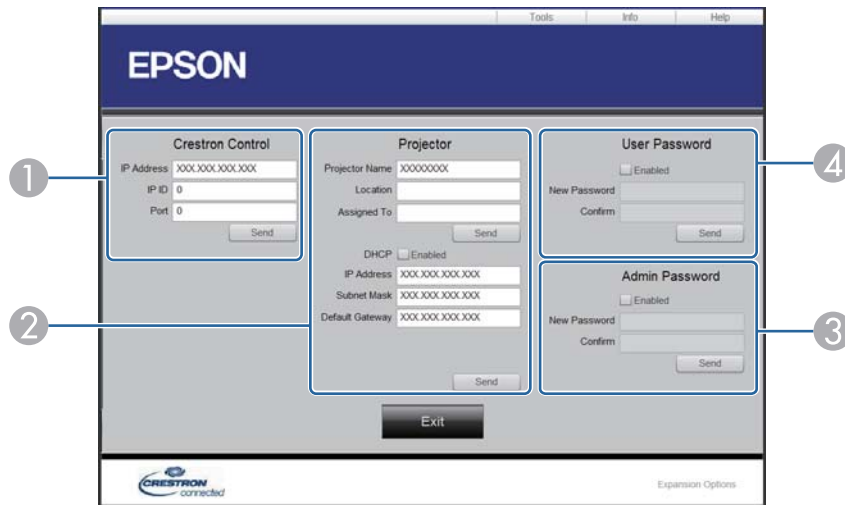 Tools Info Help
EPSON
Crestron Control
IP Address XXX.XXX.XXX.XXX
IP ID 0
Port 0
Send
1
Projector
Projector Name XXXXXXXX
Location
Assigned To
Send
DHCP Enabled
IP Address XXX.XXX.XXX.XXX
Subnet Mask XXX.XXX.XXX.XXX
Default Gateway XXX.XXX.XXX.XXX
Send
2
User Password
Enabled
New Password
Confirm
Send
4
Admin Password
Enabled
New Password
Confirm
Send
3
Exit
CRESTRON
connected
Expansion Options